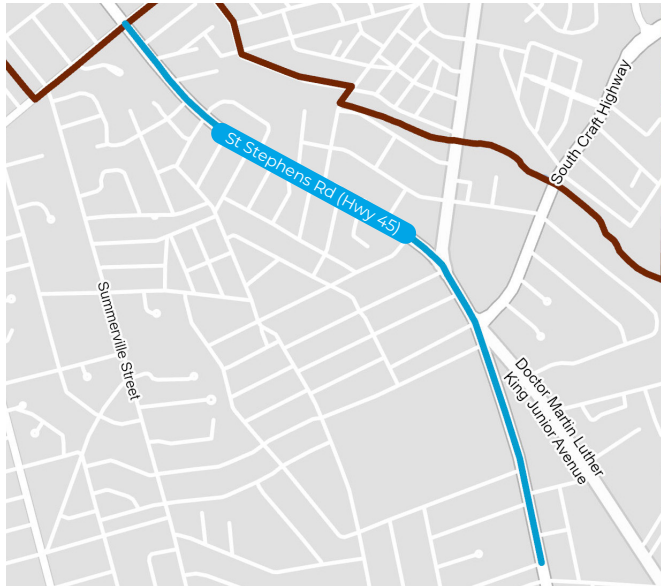 St Stephens Rd (Hwy 45)
South Craft Highway
Summerville Street
Doctor Martin Luther
King Junior Avenue